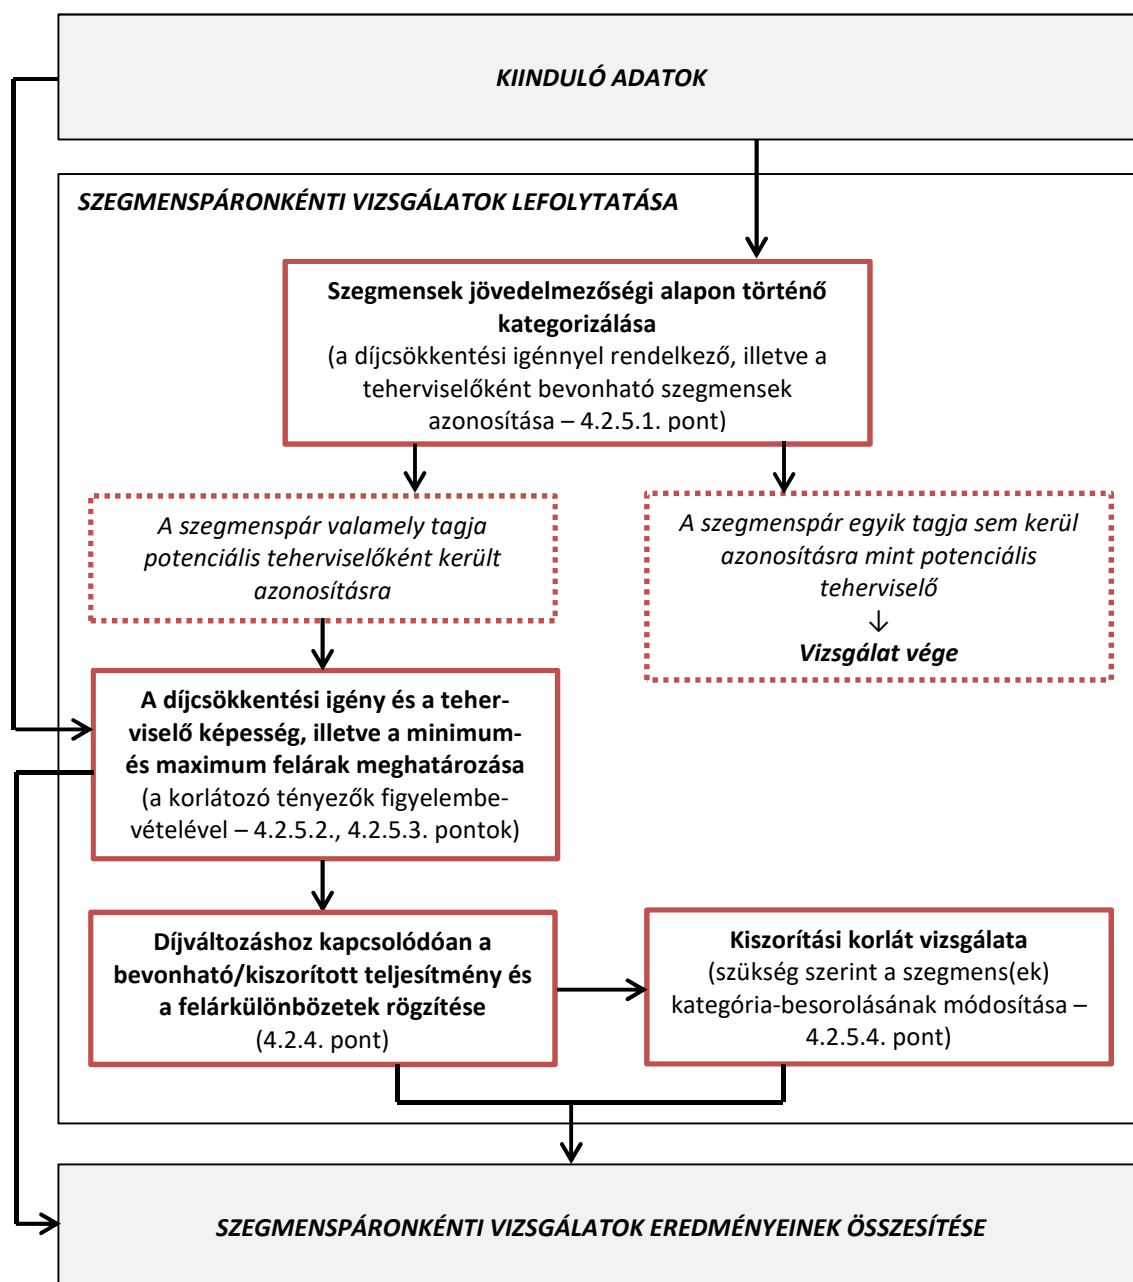 KIINDULÓ ADATOK
SZEGMENSPÁRONKÉNTI VIZSGÁLATOK LEFOLYTATÁSA
Szegmensek jövedelmezőségi alapon történő
kategorizálása
(a díjcsökkentési igénnyel rendelkező, illetve a
teherviselőként bevonható szegmensek
azonosítása – 4.2.5.1. pont)
A szegmenspár valamely tagja
potenciális teherviselőként került
azonosításra
A szegmenspár egyik tagja sem kerül
azonosításra mint potenciális
teherviselő
↓
Vizsgálat vége
A díjcsökkentési igény és a teher-
viselő képesség, illetve a minimum-
és maximum felárak meghatározása
(a korlátozó tényezők figyelembe-
vételével – 4.2.5.2., 4.2.5.3. pontok)
Díjváltozáshoz kapcsolódóan a
bevonható/kiszorított teljesítmény és
a felárkülönbözetek rögzítése
(4.2.4. pont)
Kiszorítási korlát vizsgálata
(szükség szerint a szegmens(ek)
kategória-besorolásának módosítása –
4.2.5.4. pont)
SZEGMENSPÁRONKÉNTI VIZSGÁLATOK EREDMÉNYEINEK ÖSSZESÍTÉSE